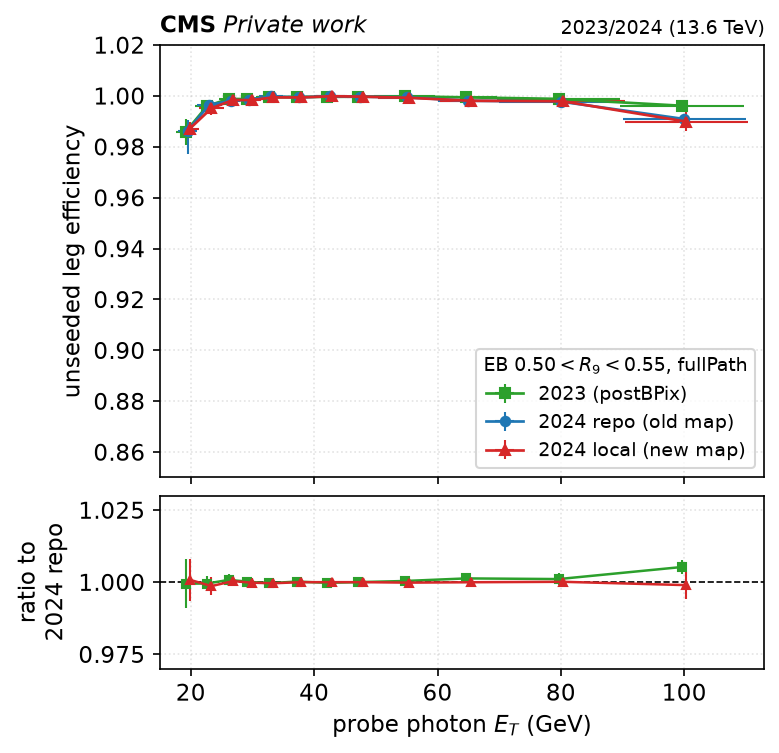 CMS Private work 2023/2024 (13.6 TeV)
1.02
1.00
0.98
0.96
0.94
0.92
0.90
0.88
0.86
unseeded leg efficiency
EB 0.50 < R₉ < 0.55, fullPath
2023 (postBPix)
2024 repo (old map)
2024 local (new map)
1.025
1.000
0.975
ratio to
2024 repo
20 40 60 80 100
probe photon E_T (GeV)